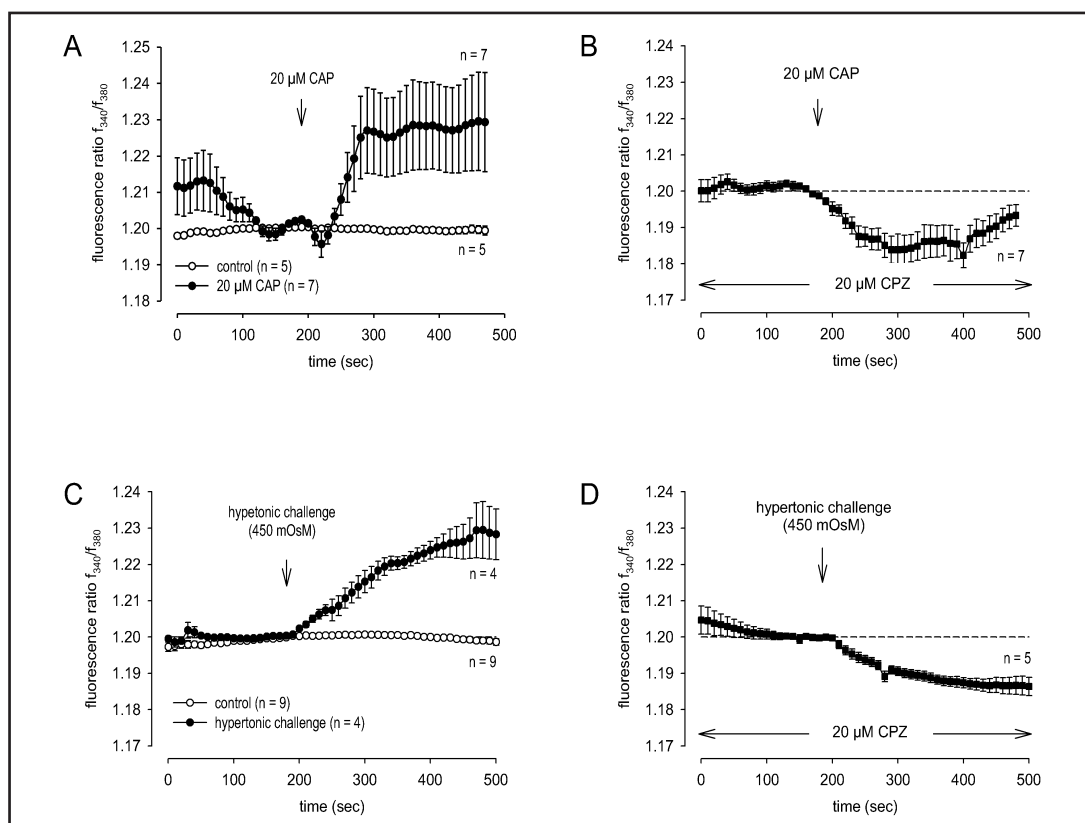 A
fluorescence ratio f340/f380
1.25
1.24
1.23
1.22
1.21
1.20
1.19
1.18
n = 7
20 µM CAP
n = 5
control (n = 5)
20 µM CAP (n = 7)
0 100 200 300 400 500
time (sec)
B
fluorescence ratio f340/f380
1.24
1.23
1.22
1.21
1.20
1.19
1.18
1.17
20 µM CAP
n = 7
20 µM CPZ
0 100 200 300 400 500
time (sec)
C
fluorescence ratio f340/f380
1.24
1.23
1.22
1.21
1.20
1.19
1.18
1.17
hypetonic challenge
(450 mOsM)
n = 4
n = 9
control (n = 9)
hypertonic challenge (n = 4)
0 100 200 300 400 500
time (sec)
D
fluorescence ratio f340/f380
1.24
1.23
1.22
1.21
1.20
1.19
1.18
1.17
hypertonic challenge
(450 mOsM)
n = 5
20 µM CPZ
0 100 200 300 400 500
time (sec)